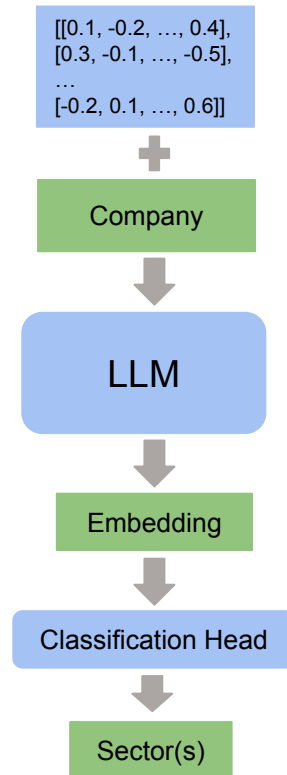 [[0.1, -0.2, …, 0.4],
[0.3, -0.1, …, -0.5],
…
[-0.2, 0.1, …, 0.6]]
Company
LLM
Embedding
Classification Head
Sector(s)